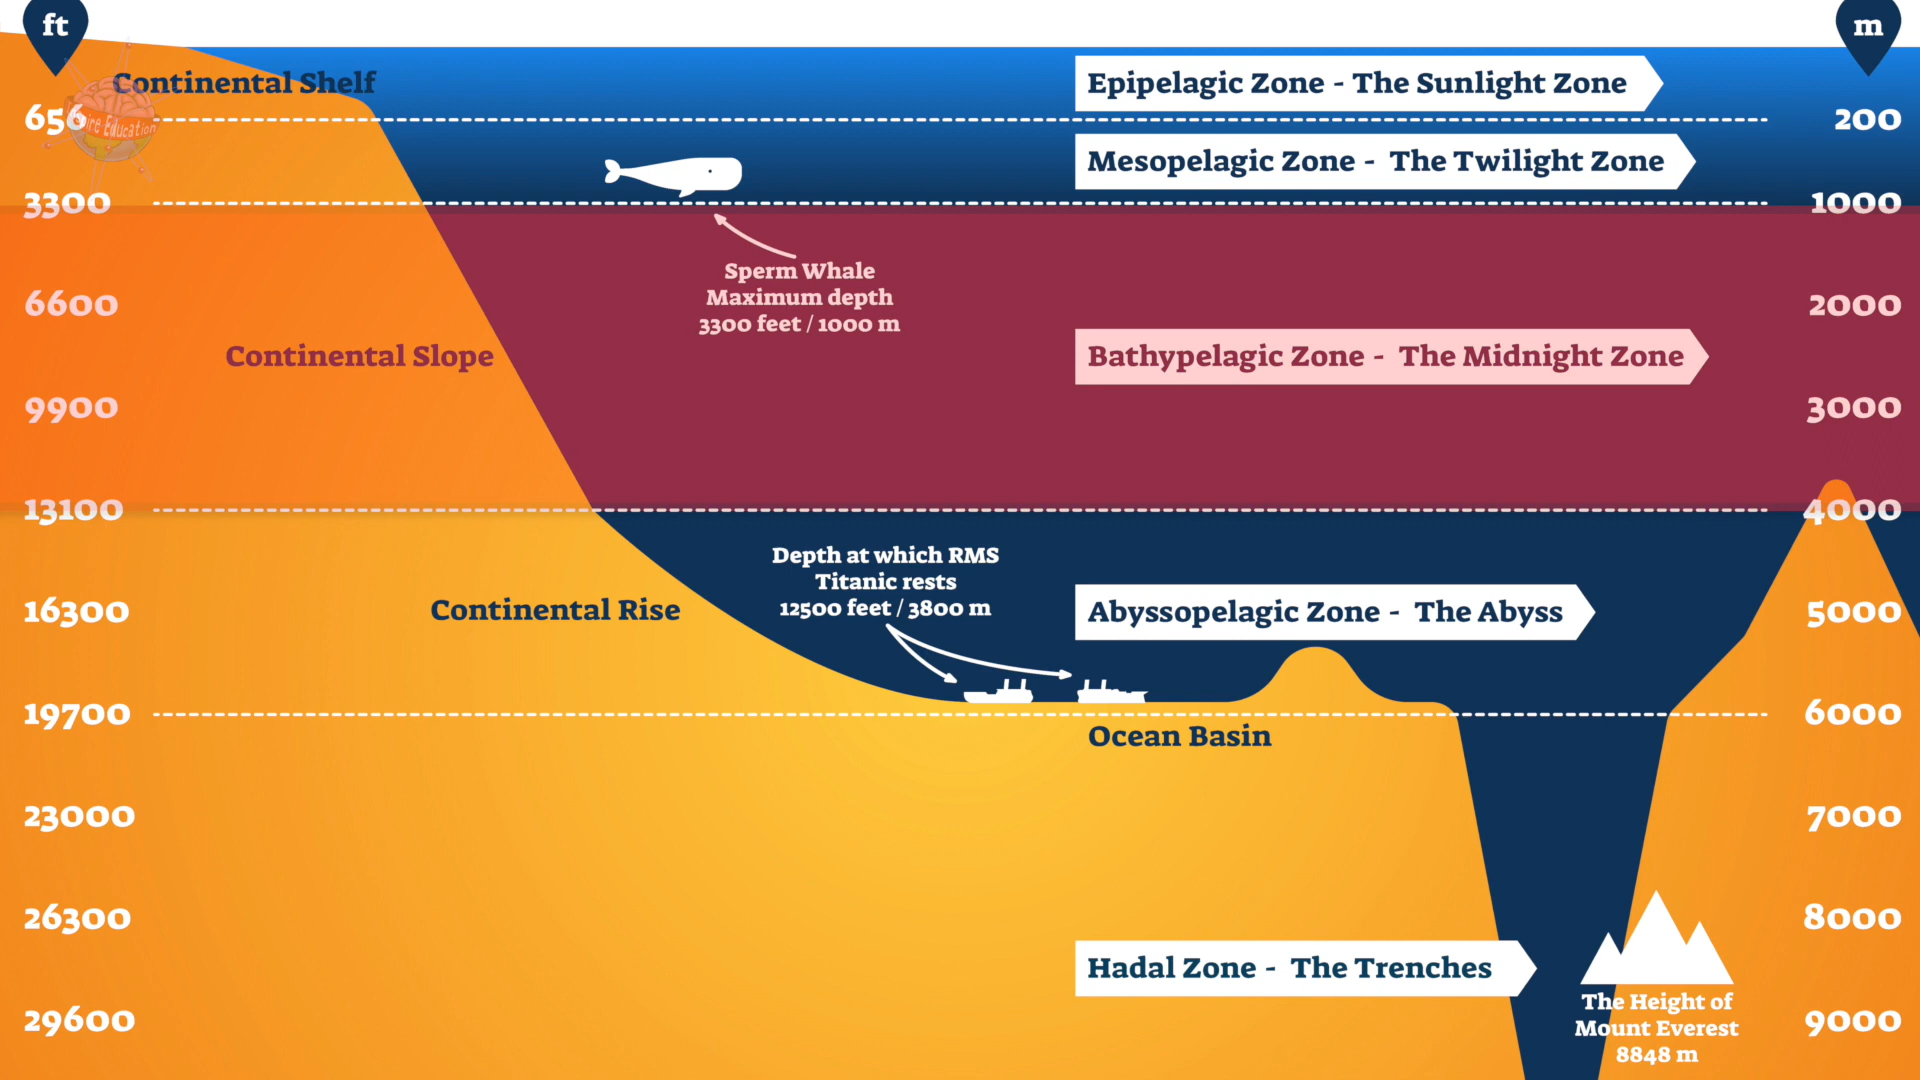 ft
m
Continental Shelf
Epipelagic Zone - The Sunlight Zone
656
200
Education
Mesopelagic Zone - The Twilight Zone
3300
1000
Sperm Whale
Maximum depth
3300 feet / 1000 m
6600
2000
Continental Slope
Bathypelagic Zone - The Midnight Zone
9900
3000
13100
4000
Depth at which RMS
Titanic rests
12500 feet / 3800 m
16300
Continental Rise
Abyssopelagic Zone - The Abyss
5000
19700
6000
Ocean Basin
23000
7000
26300
8000
Hadal Zone - The Trenches
The Height of
Mount Everest
8848 m
29600
9000